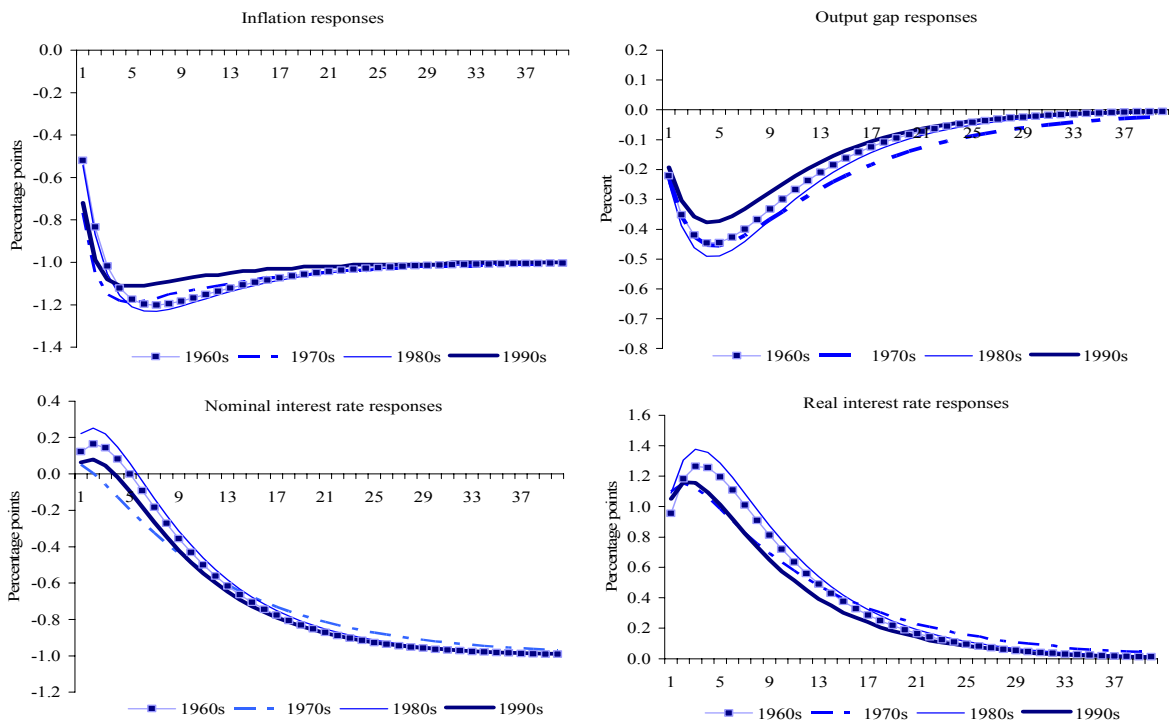 Inflation responses
Percentage points
0.0
-0.2
-0.4
-0.6
-0.8
-1.0
-1.2
-1.4
1 5 9 13 17 21 25 29 33 37
1960s 1970s 1980s 1990s
Output gap responses
Percent
0.2
0.1
0.0
-0.1
-0.2
-0.3
-0.4
-0.5
-0.6
-0.7
-0.8
1 5 9 13 17 21 25 29 33 37
1960s 1970s 1980s 1990s
Nominal interest rate responses
Percentage points
0.4
0.2
0.0
-0.2
-0.4
-0.6
-0.8
-1.0
-1.2
1 5 9 13 17 21 25 29 33 37
1960s 1970s 1980s 1990s
Real interest rate responses
Percentage points
1.6
1.4
1.2
1.0
0.8
0.6
0.4
0.2
0.0
1 5 9 13 17 21 25 29 33 37
1960s 1970s 1980s 1990s